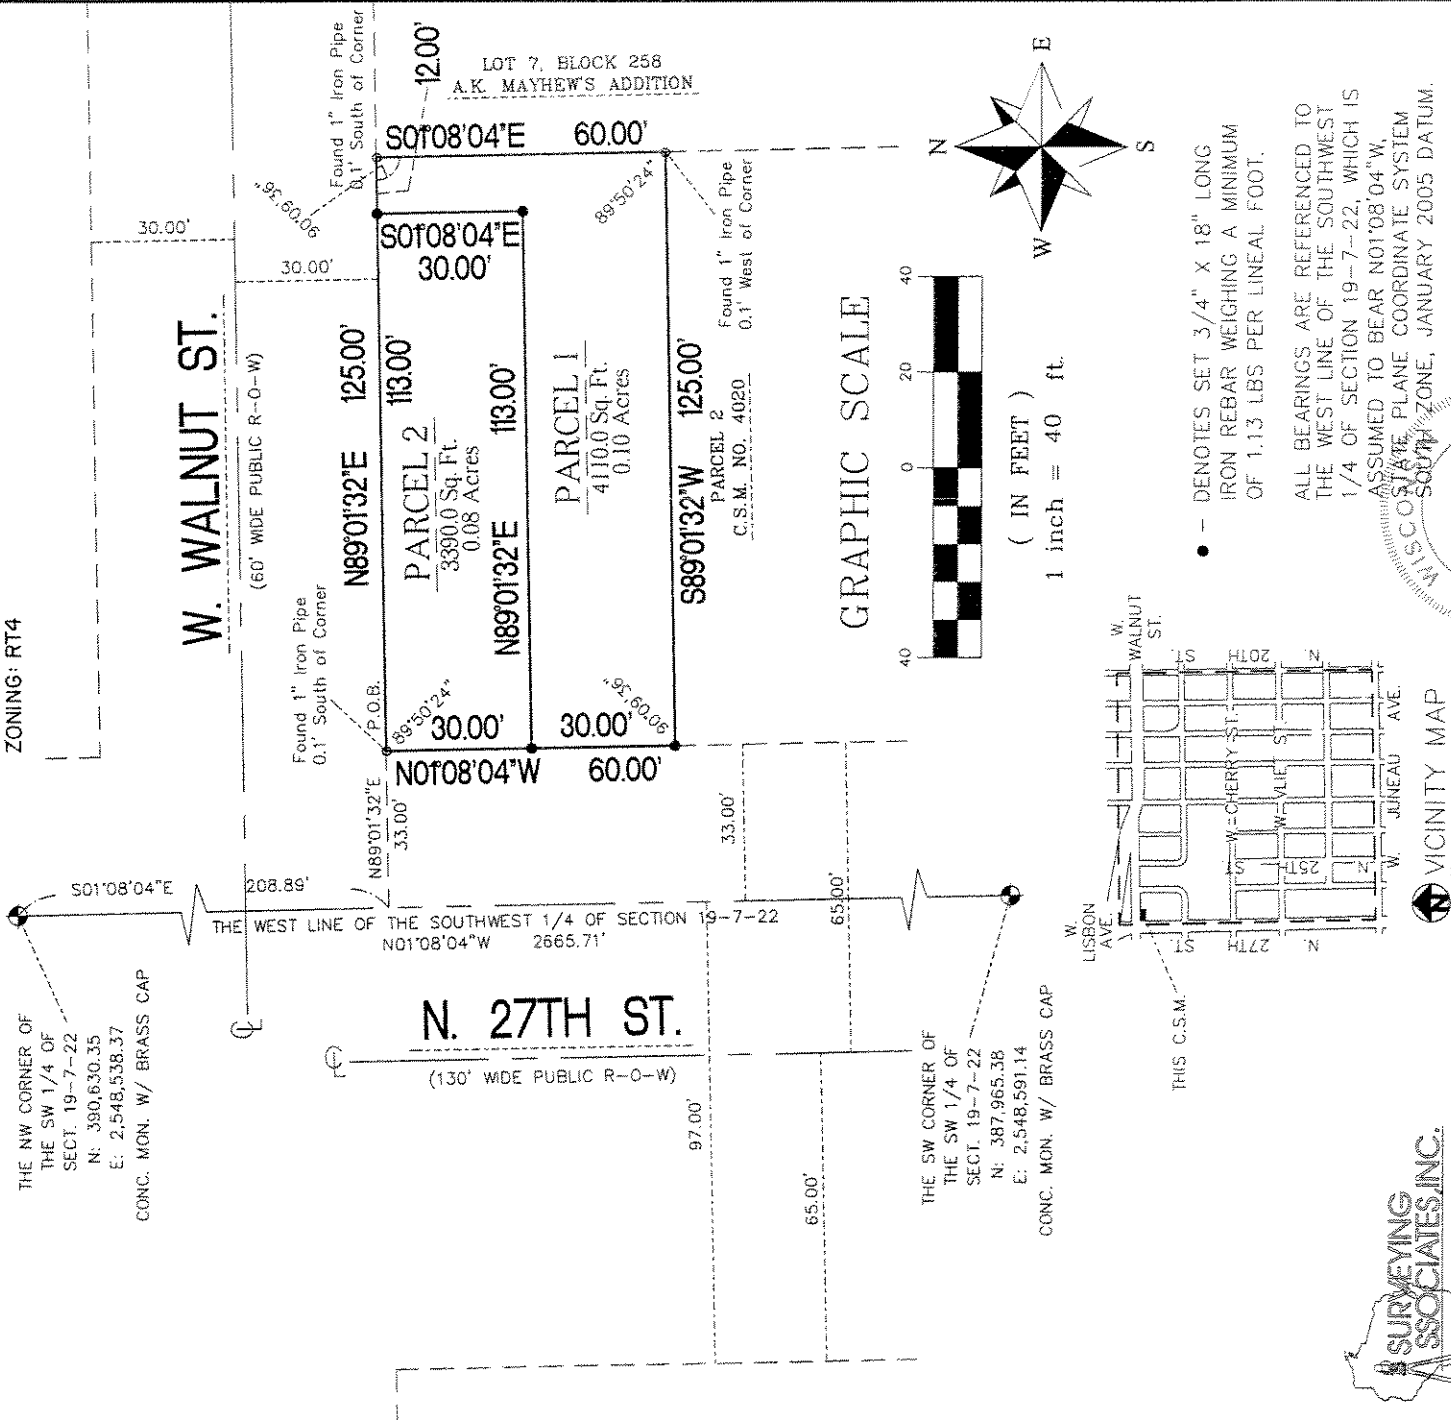 ZONING: RT4
W. WALNUT ST.
(60' WIDE PUBLIC R-O-W)
30.00'
30.00'
Found 1" Iron Pipe
0.1' South of Corner
12.00'
LOT 7, BLOCK 258
A.K. MAYHEW'S ADDITION
90°09'36"
S01°08'04"E 60.00'
89°50'24"
Found 1" Iron Pipe
0.1' West of Corner
N89°01'32"E 125.00'
113.00'
S01°08'04"E
30.00'
PARCEL 2
3390.0 Sq. Ft.
0.08 Acres
N89°01'32"E 113.00'
PARCEL 1
4110.0 Sq. Ft.
0.10 Acres
S89°01'32"W 125.00'
PARCEL 2
C.S.M. NO. 4020
Found 1" Iron Pipe
0.1' South of Corner
P.O.B.
89°50'24"
30.00'
30.00'
90°09'36"
N01°08'04"W 60.00'
N89°01'32"E
33.00'
33.00'
S01°08'04"E
208.89'
THE WEST LINE OF THE SOUTHWEST 1/4 OF SECTION 19-7-22
N01°08'04"W 2665.71'
65.00'
N. 27TH ST.
(130' WIDE PUBLIC R-O-W)
97.00'
65.00'
THE NW CORNER OF
THE SW 1/4 OF
SECT. 19-7-22
N: 390,630.35
E: 2,548,538.37
CONC. MON. W/ BRASS CAP
THE SW CORNER OF
THE SW 1/4 OF
SECT. 19-7-22
N: 387,965.38
E: 2,548,591.14
CONC. MON. W/ BRASS CAP
N
E
S
W
GRAPHIC SCALE
40 0 20 40
( IN FEET )
1 inch = 40 ft.
– DENOTES SET 3/4" X 18" LONG
IRON REBAR WEIGHING A MINIMUM
OF 1.13 LBS PER LINEAL FOOT.
ALL BEARINGS ARE REFERENCED TO
THE WEST LINE OF THE SOUTHWEST
1/4 OF SECTION 19-7-22, WHICH IS
ASSUMED TO BEAR N01°08'04"W,
STATE PLANE COORDINATE SYSTEM
SOUTH ZONE, JANUARY 2005 DATUM.
WISCON
W.
LISBON
AVE.
W.
WALNUT
ST.
N. 27TH ST.
N. 25TH ST.
N. 20TH ST.
W. CHERRY ST.
W. VLIET ST.
W. JUNEAU AVE.
THIS C.S.M.
N
VICINITY MAP
SURVEYING
SSOCIATES,INC.